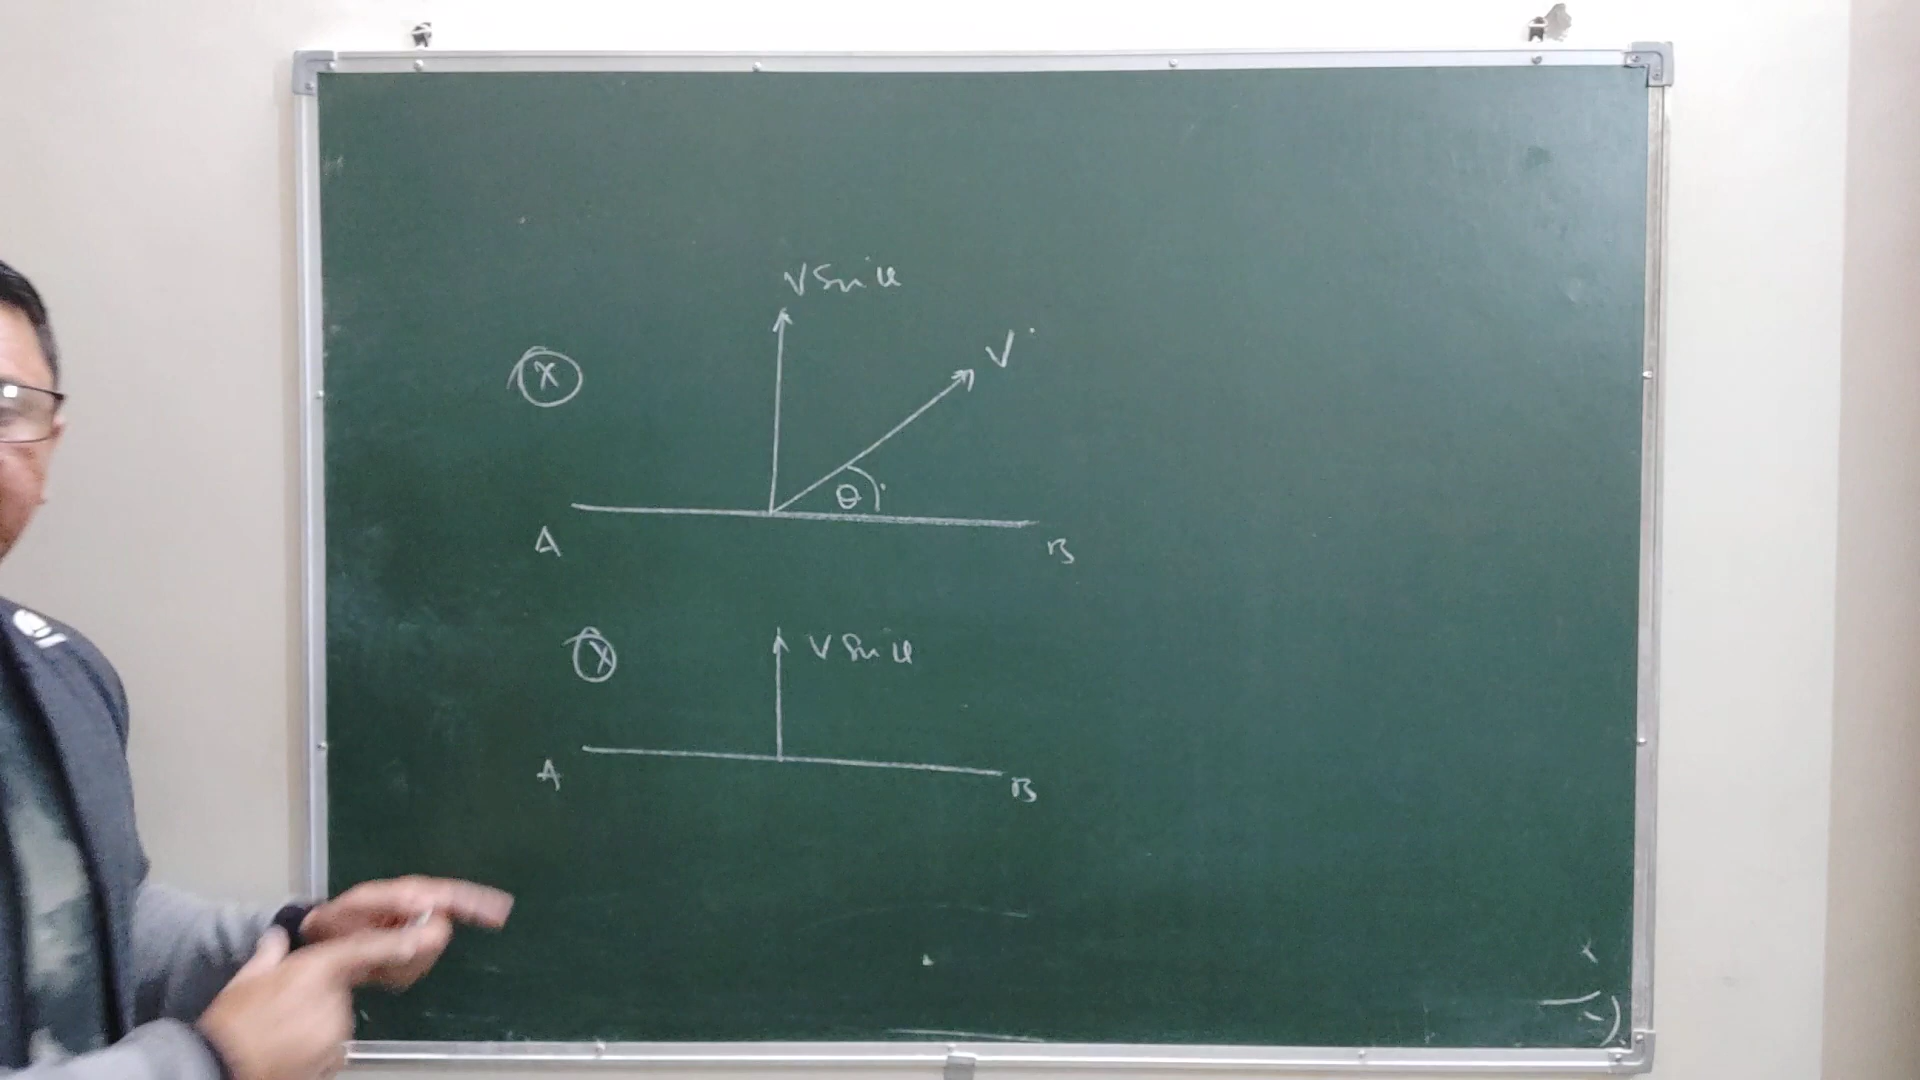 V Sin θ
X
V
θ
A B
X V Sin θ
A B